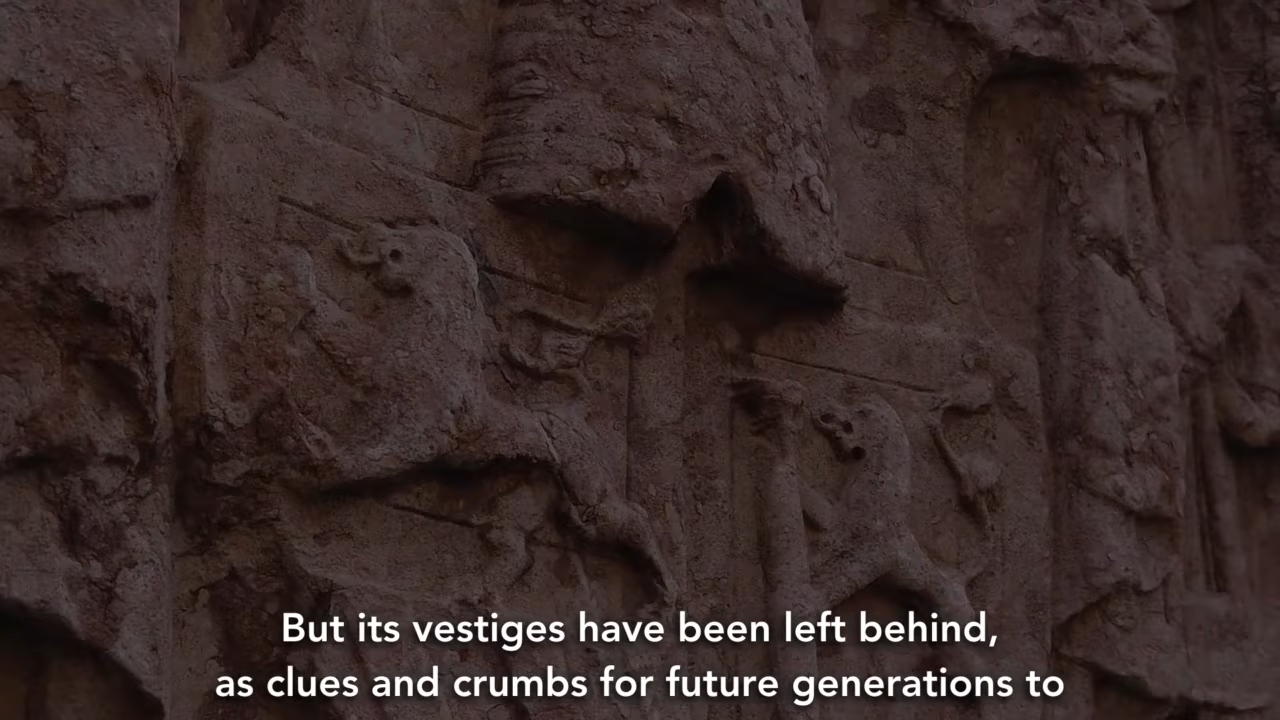 But its vestiges have been left behind,
as clues and crumbs for future generations to